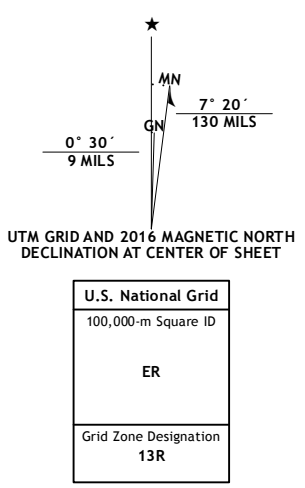 ★
MN
GN
7° 20´
130 MILS
0° 30´
9 MILS
UTM GRID AND 2016 MAGNETIC NORTH
DECLINATION AT CENTER OF SHEET
U.S. National Grid
100,000-m Square ID
ER
Grid Zone Designation
13R